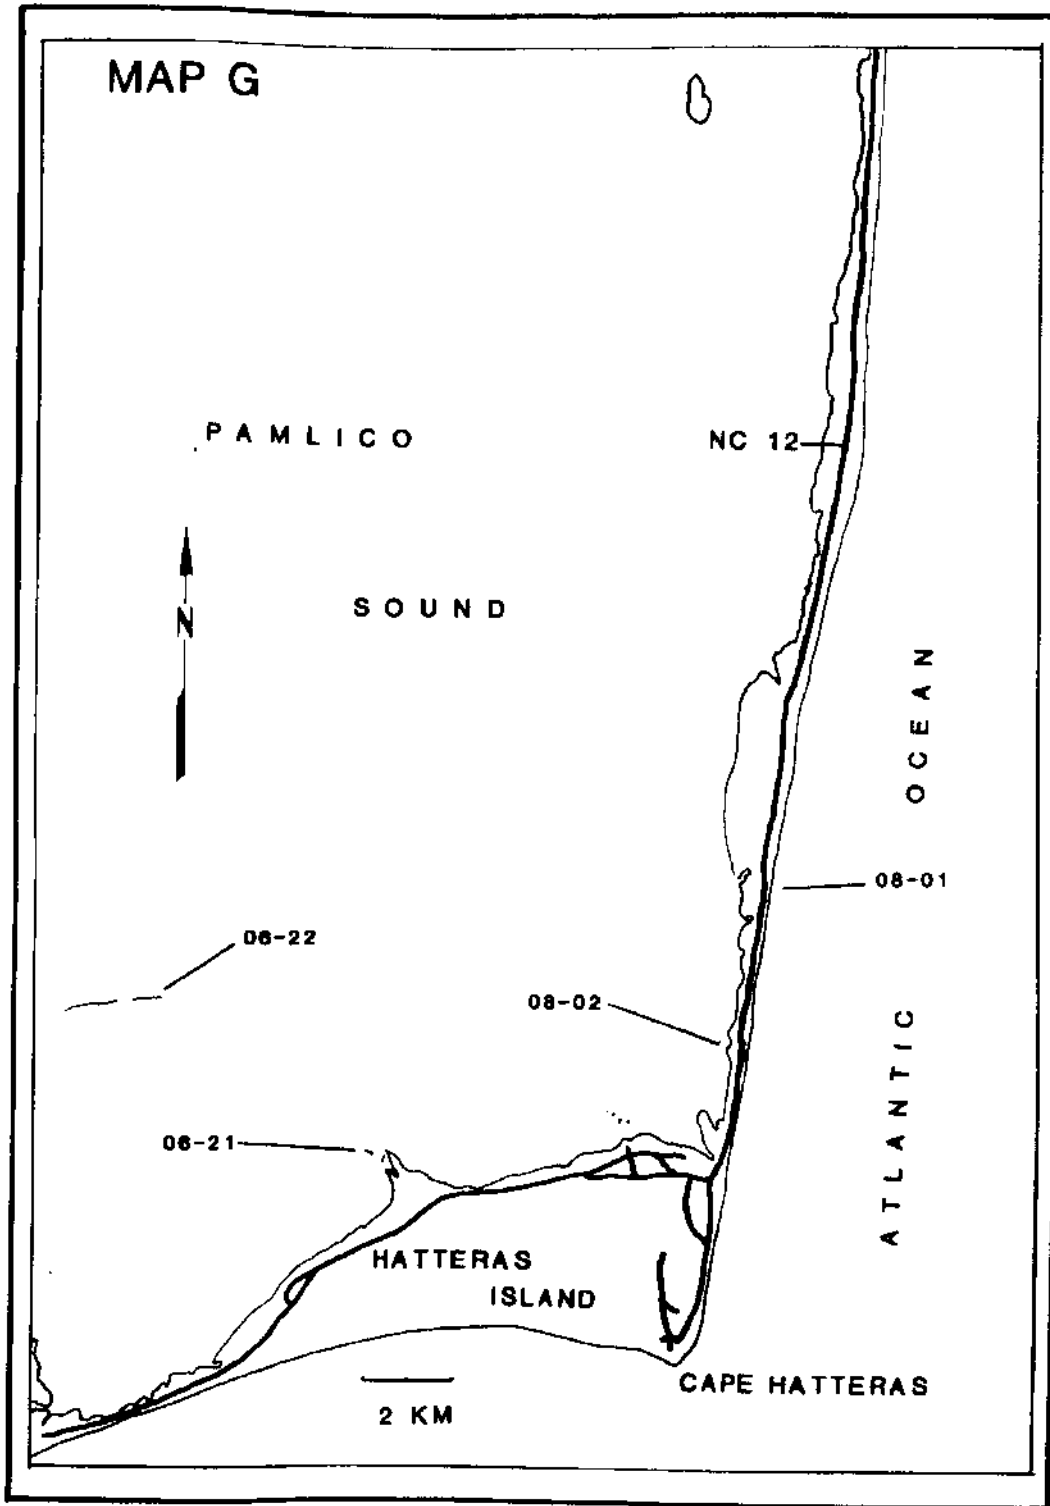 MAP G
PAMLICO
NC 12
N
SOUND
OCEAN
08-01
06-22
08-02
ATLANTIC
06-21
HATTERAS
ISLAND
CAPE HATTERAS
2 KM